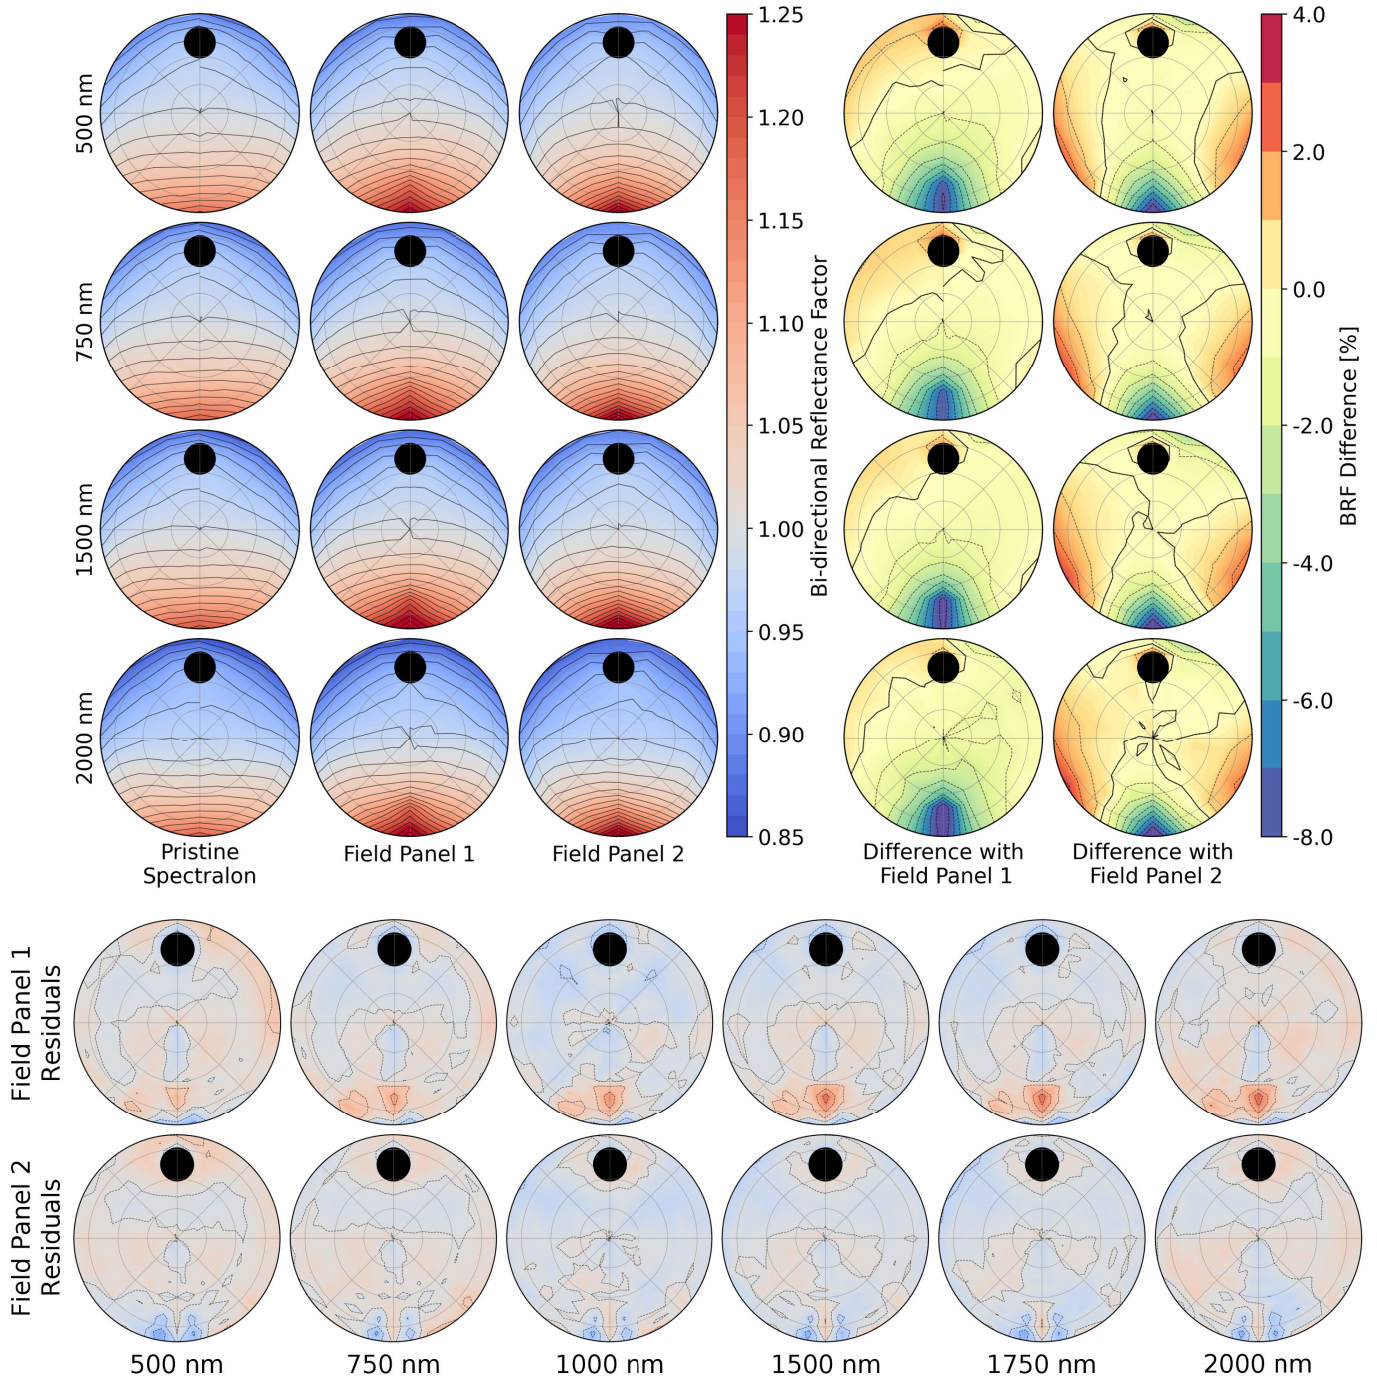 500 nm
750 nm
1500 nm
2000 nm
Pristine
Spectralon
Field Panel 1
Field Panel 2
1.25
1.20
1.15
1.10
1.05
1.00
0.95
0.90
0.85
Bi-directional Reflectance Factor
Difference with
Field Panel 1
Difference with
Field Panel 2
4.0
2.0
0.0
-2.0
-4.0
-6.0
-8.0
BRF Difference [%]
Field Panel 1
Residuals
Field Panel 2
Residuals
500 nm
750 nm
1000 nm
1500 nm
1750 nm
2000 nm